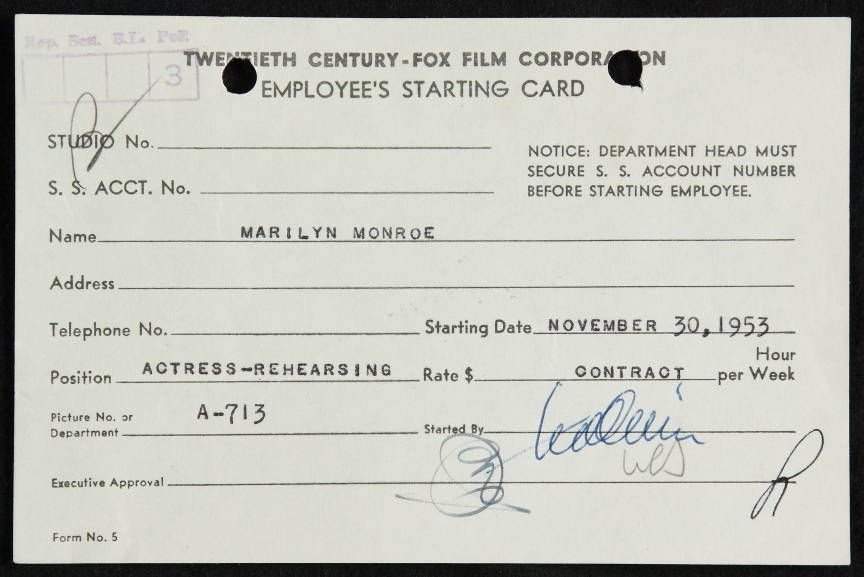 Rep. Sen. S.L. Po#.
3
TWENTIETH CENTURY-FOX FILM CORPORATION
EMPLOYEE'S STARTING CARD
STUDIO No.
NOTICE: DEPARTMENT HEAD MUST
SECURE S. S. ACCOUNT NUMBER
BEFORE STARTING EMPLOYEE.
S. S. ACCT. No.
Name MARILYN MONROE
Address
Telephone No. Starting Date NOVEMBER 30, 1953
Position ACTRESS-REHEARSING Rate $ CONTRACT Hour
per Week
Picture No. or
Department A-713 Started By
Executive Approval
Form No. 5